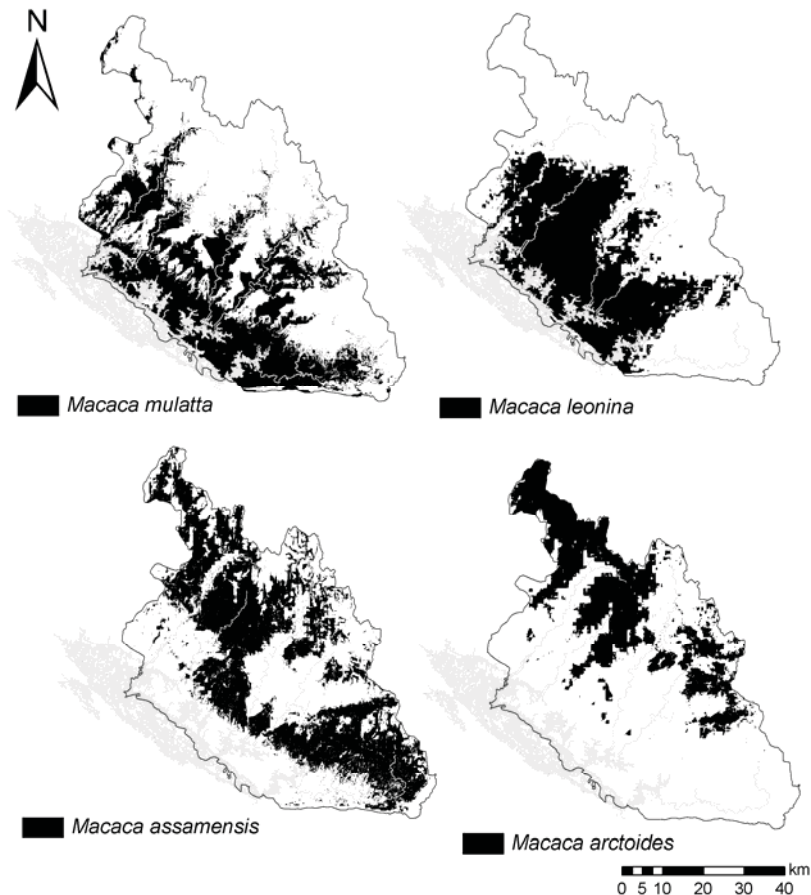 N
Macaca mulatta
Macaca leonina
Macaca assamensis
Macaca arctoides
km
0 5 10 20 30 40